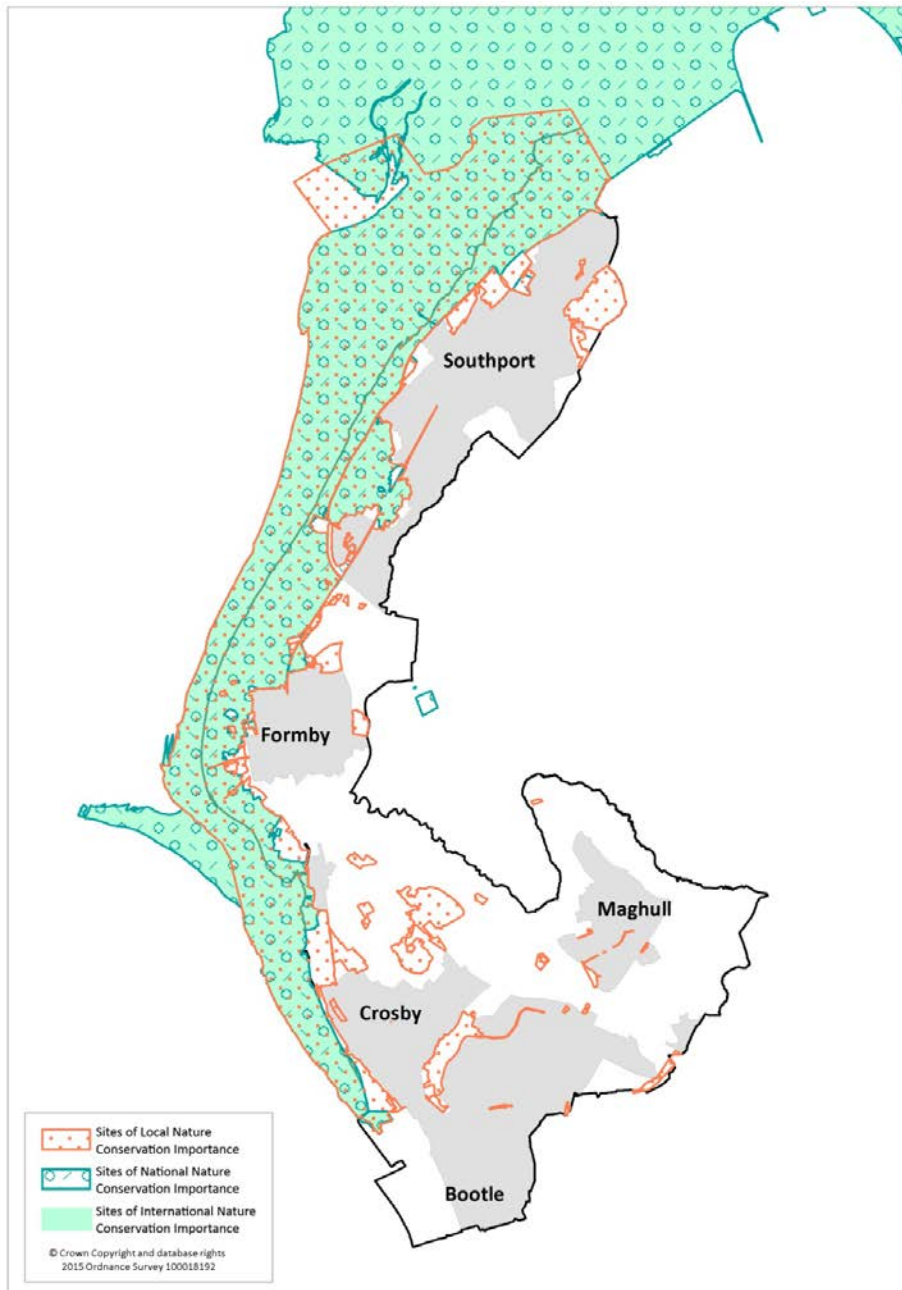 Southport
Formby
Maghull
Crosby
Bootle
Sites of Local Nature
Conservation Importance
Sites of National Nature
Conservation Importance
Sites of International Nature
Conservation Importance
© Crown Copyright and database rights
2015 Ordnance Survey 100018192